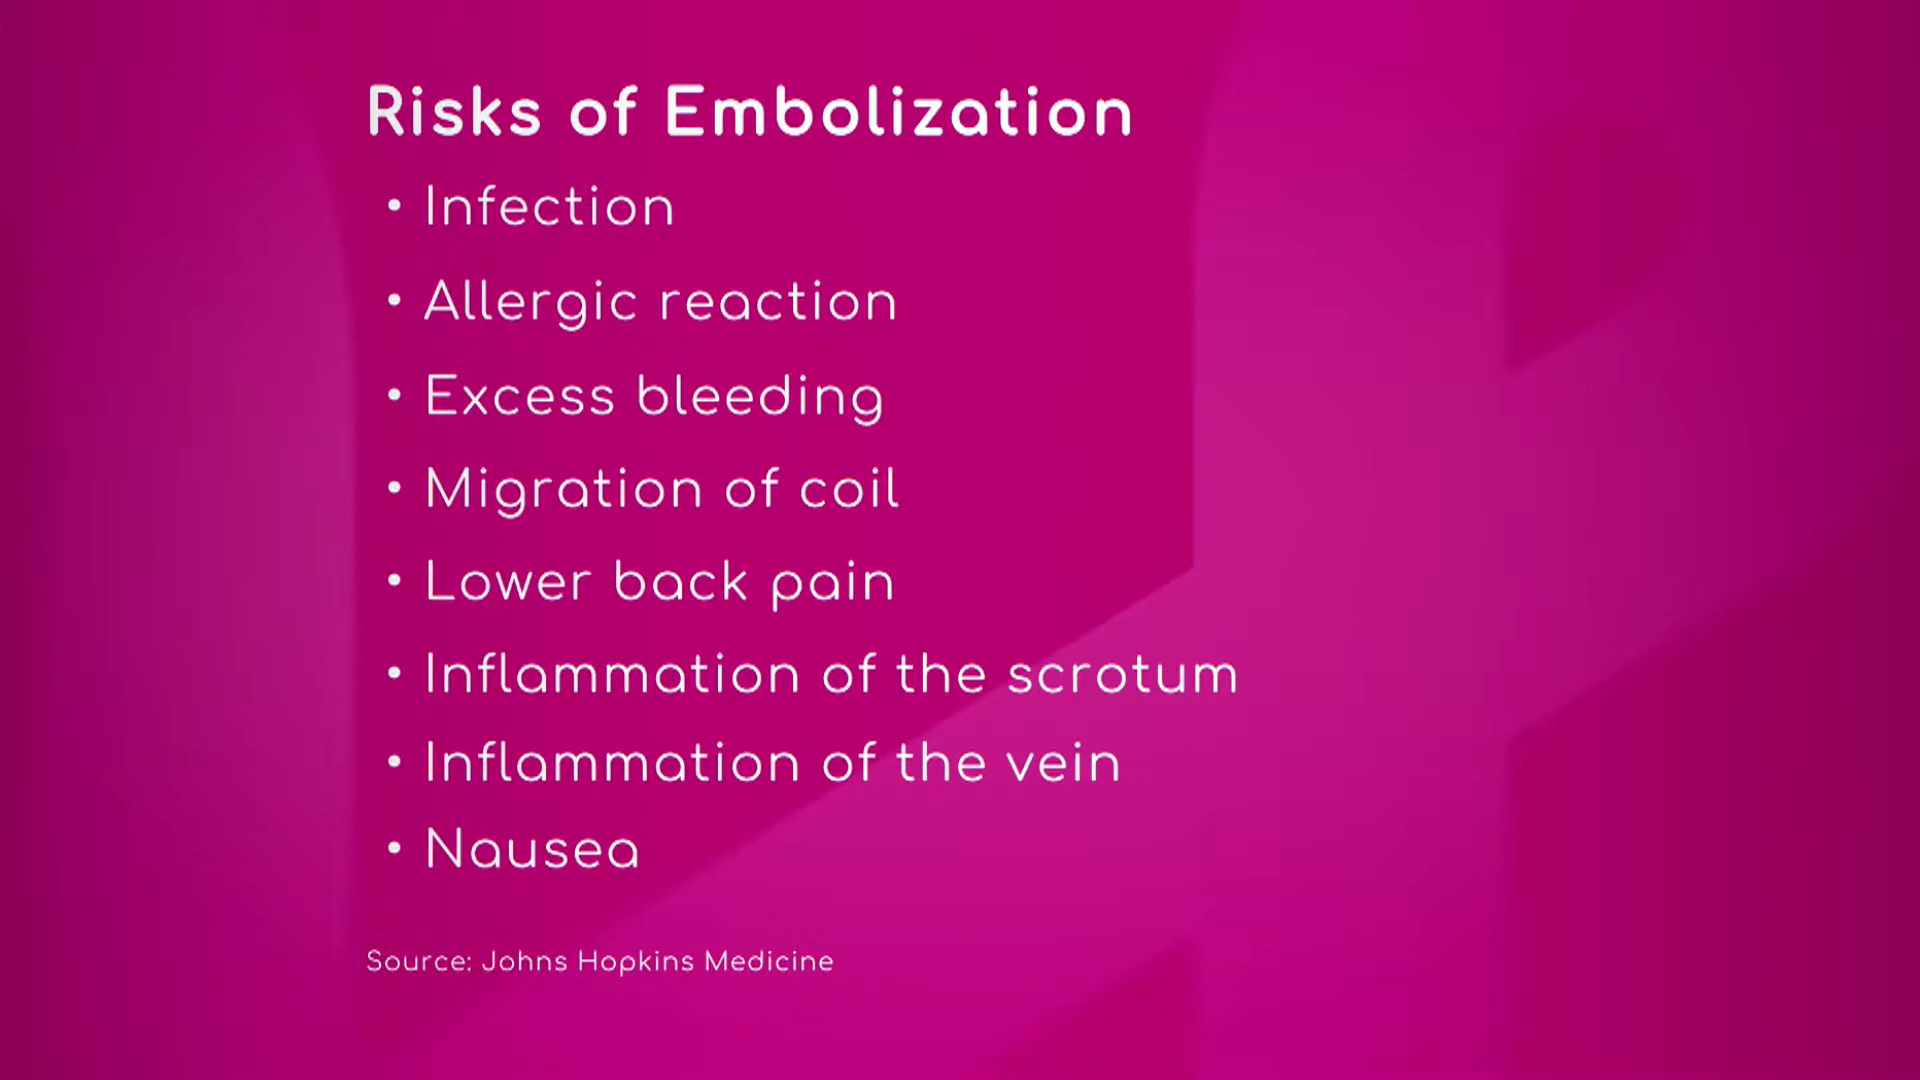 Risks of Embolization
• Infection
• Allergic reaction
• Excess bleeding
• Migration of coil
• Lower back pain
• Inflammation of the scrotum
• Inflammation of the vein
• Nausea
Source: Johns Hopkins Medicine